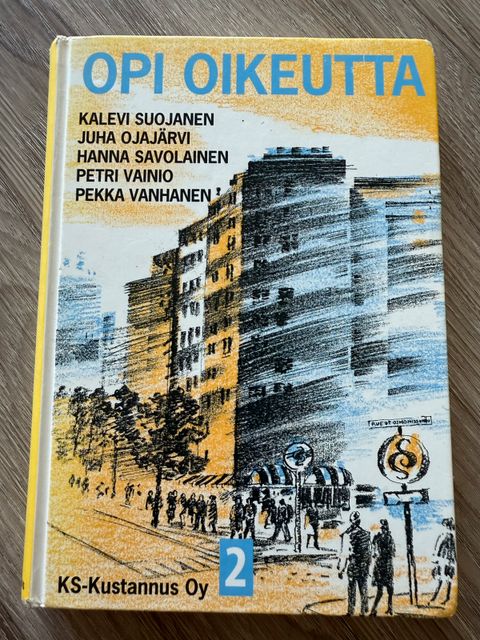 OPI OIKEUTTA
KALEVI SUOJANEN
JUHA OJAJÄRVI
HANNA SAVOLAINEN
PETRI VAINIO
PEKKA VANHANEN
§
KS-Kustannus Oy
2